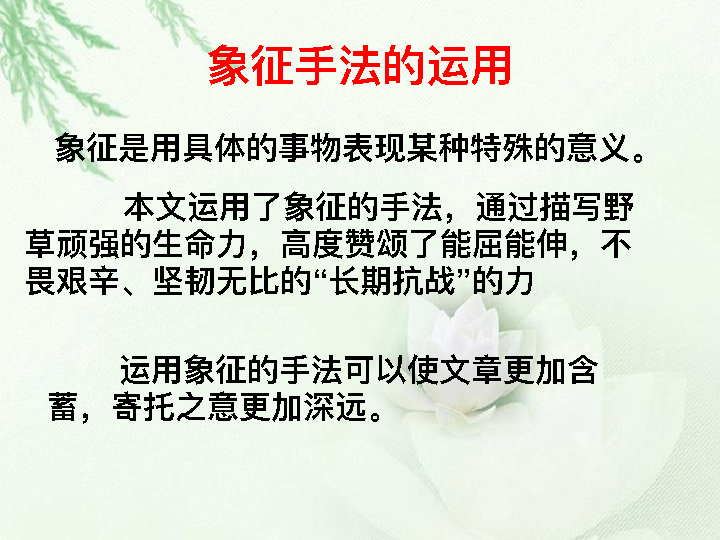 象征手法的运用
象征是用具体的事物表现某种特殊的意义。
本文运用了象征的手法，通过描写野
草顽强的生命力，高度赞颂了能屈能伸，不
畏艰辛、坚韧无比的“长期抗战”的力
运用象征的手法可以使文章更加含
蓄，寄托之意更加深远。